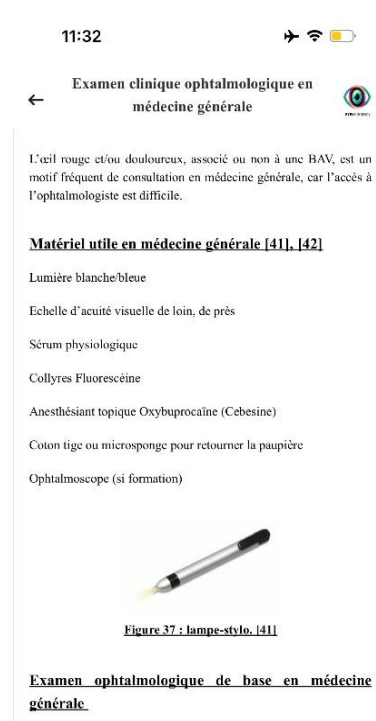 11:32
Examen clinique ophtalmologique en
médecine générale
L'œil rouge et/ou douloureux, associé ou non à une BAV, est un
motif fréquent de consultation en médecine générale, car l'accès à
l'ophtalmologiste est difficile.
Matériel utile en médecine générale [41], [42]
Lumière blanche/bleue
Echelle d'acuité visuelle de loin, de près
Sérum physiologique
Collyres Fluorescéine
Anesthésiant topique Oxybuprocaïne (Cebesine)
Coton tige ou microsponge pour retourner la paupière
Ophtalmoscope (si formation)
Figure 37 : lampe-stylo. [41]
Examen ophtalmologique de base en médecine
générale